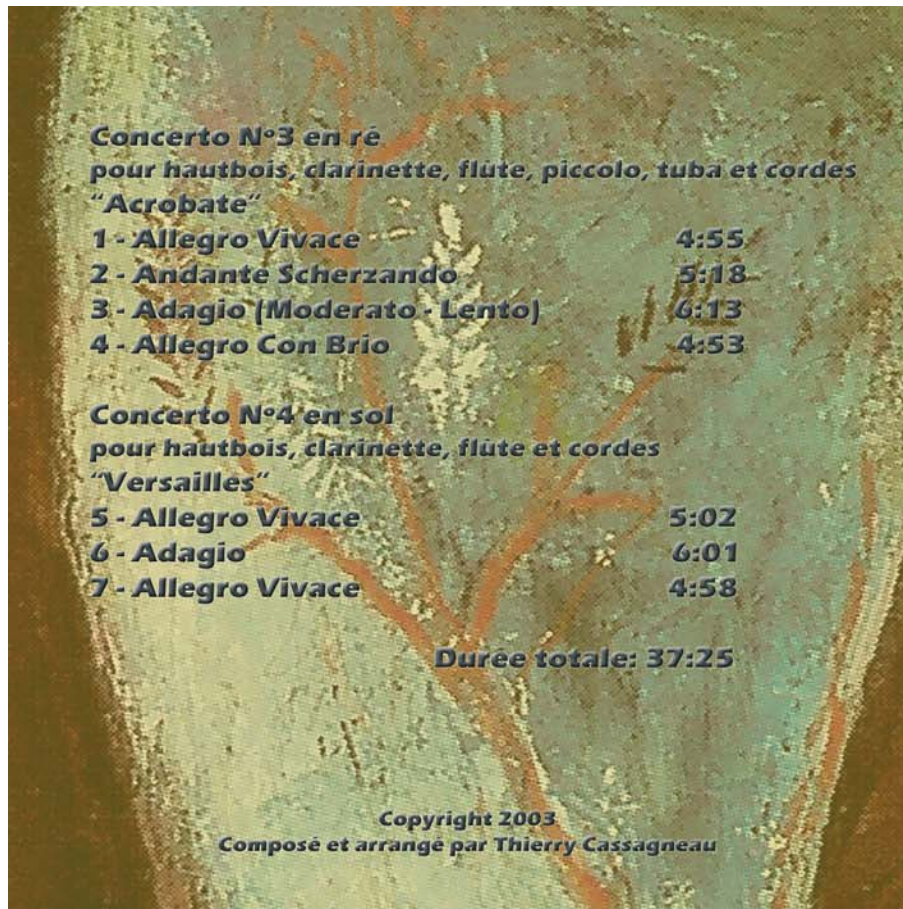 Concerto Nº3 en ré
pour hautbois, clarinette, flûte, piccolo, tuba et cordes
“Acrobate”
1 - Allegro Vivace 4:55
2 - Andante Scherzando 5:18
3 - Adagio (Moderato - Lento) 6:13
4 - Allegro Con Brio 4:53
Concerto Nº4 en sol
pour hautbois, clarinette, flûte et cordes
“Versailles”
5 - Allegro Vivace 5:02
6 - Adagio 6:01
7 - Allegro Vivace 4:58
Durée totale: 37:25
Copyright 2003
Composé et arrangé par Thierry Cassagneau